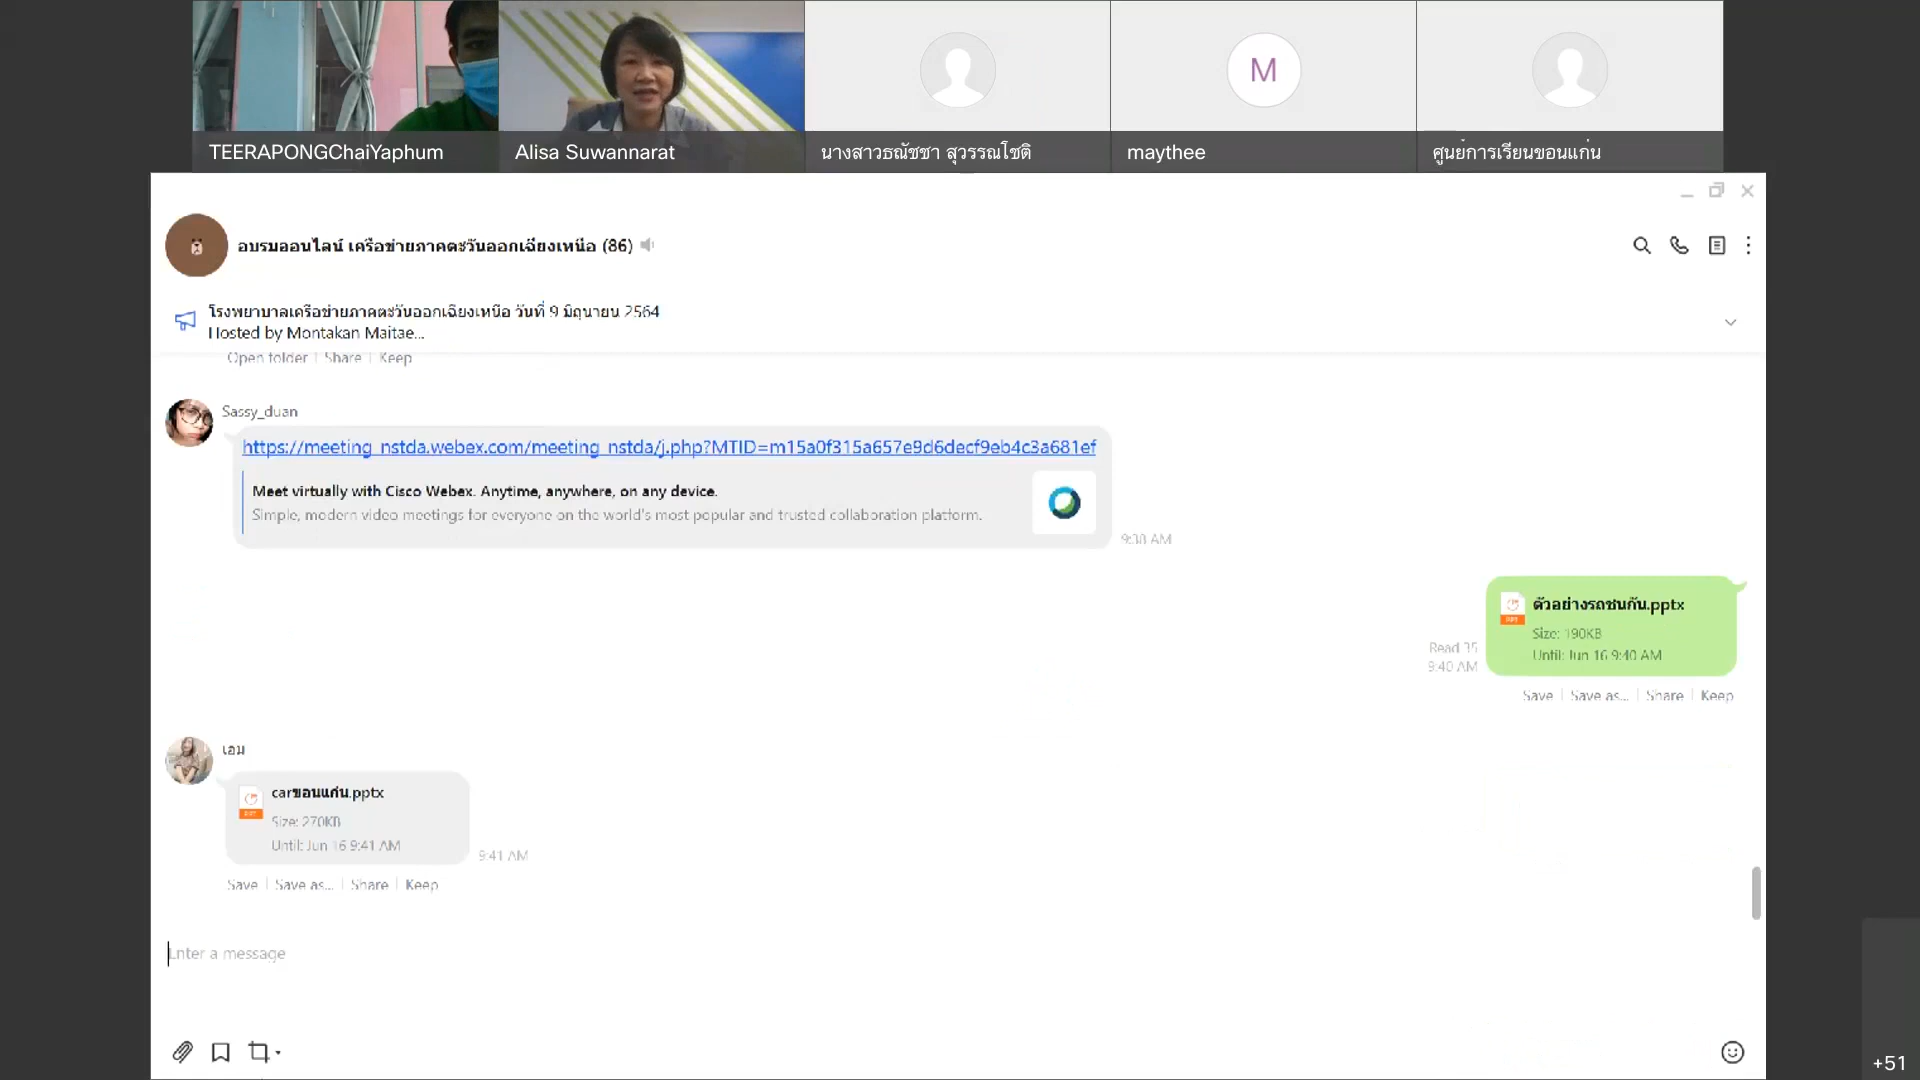 TEERAPONGChaiYaphum
Alisa Suwannarat
นางสาวธณัชชา สุวรรณโชติ
M
maythee
ศูนย์การเรียนขอนแก่น
อบรมออนไลน์ เครือข่ายภาคตะวันออกเฉียงเหนือ (86)
โรงพยาบาลเครือข่ายภาคตะวันออกเฉียงเหนือ วันที่ 9 มิถุนายน 2564
Hosted by Montakan Maitae...
Open folder | Share | Keep
Sassy_duan
https://meeting_nstda.webex.com/meeting_nstda/j.php?MTID=m15a0f315a657e9d6decf9eb4c3a681ef
Meet virtually with Cisco Webex. Anytime, anywhere, on any device.
Simple, modern video meetings for everyone on the world's most popular and trusted collaboration platform.
9:38 AM
ตัวอย่างรถชนกัน.pptx
Size: 190KB
Until: Jun 16 9:40 AM
Read 35
9:40 AM
Save | Save as... | Share | Keep
เอม
carขอนแก่น.pptx
Size: 270KB
Until: Jun 16 9:41 AM
9:41 AM
Save | Save as... | Share | Keep
Enter a message
+51